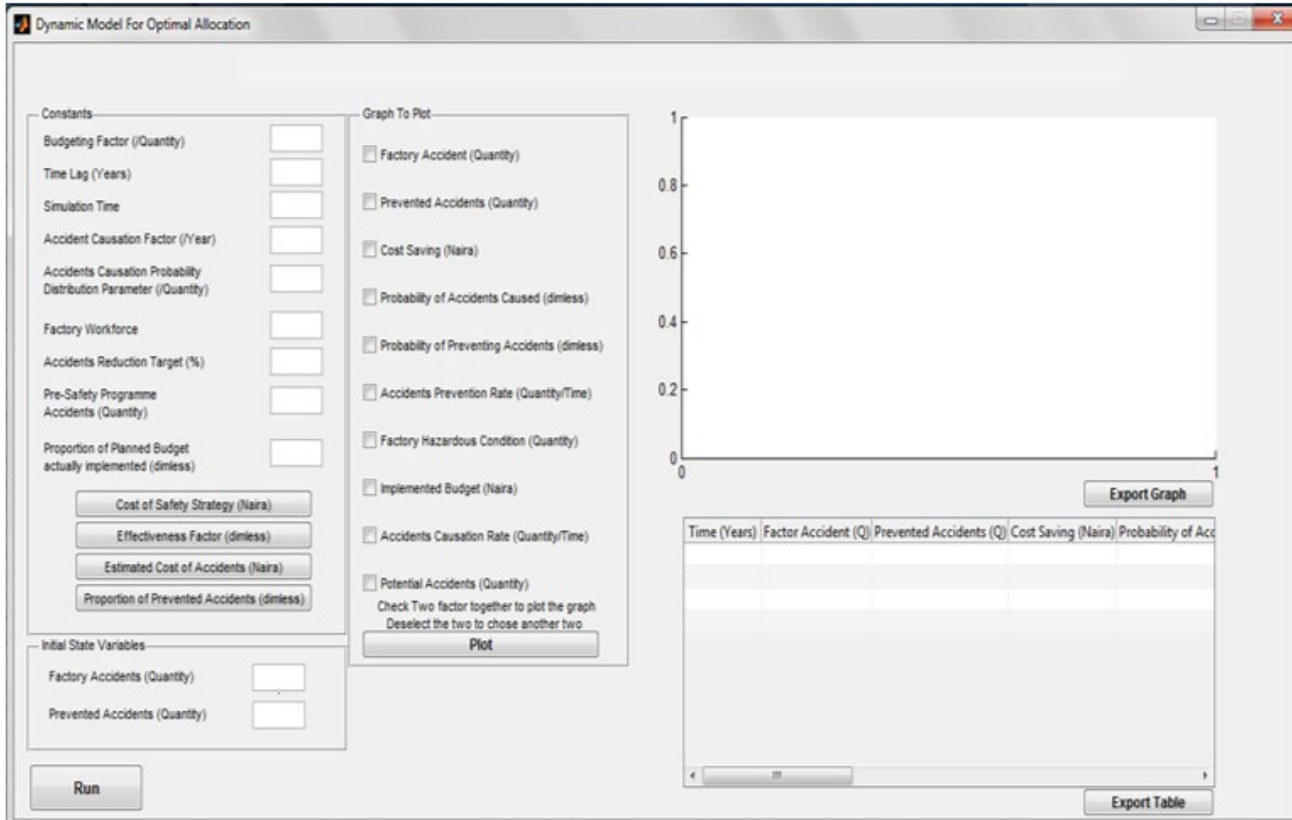 Dynamic Model For Optimal Allocation
Constants
Budgeting Factor (/Quantity)
Time Lag (Years)
Simulation Time
Accident Causation Factor (/Year)
Accidents Causation Probability
Distribution Parameter (/Quantity)
Factory Workforce
Accidents Reduction Target (%)
Pre-Safety Programme
Accidents (Quantity)
Proportion of Planned Budget
actually implemented (dimless)
Cost of Safety Strategy (Naira)
Effectiveness Factor (dimless)
Estimated Cost of Accidents (Naira)
Proportion of Prevented Accidents (dimless)
Initial State Variables
Factory Accidents (Quantity)
Prevented Accidents (Quantity)
Run
Graph To Plot
Factory Accident (Quantity)
Prevented Accidents (Quantity)
Cost Saving (Naira)
Probability of Accidents Caused (dimless)
Probability of Preventing Accidents (dimless)
Accidents Prevention Rate (Quantity/Time)
Factory Hazardous Condition (Quantity)
Implemented Budget (Naira)
Accidents Causation Rate (Quantity/Time)
Potential Accidents (Quantity)
Check Two factor together to plot the graph
Deselect the two to chose another two
Plot
1
0.8
0.6
0.4
0.2
0
0 1
Export Graph
Time (Years) Factor Accident (Q) Prevented Accidents (Q) Cost Saving (Naira) Probability of Acc
Export Table